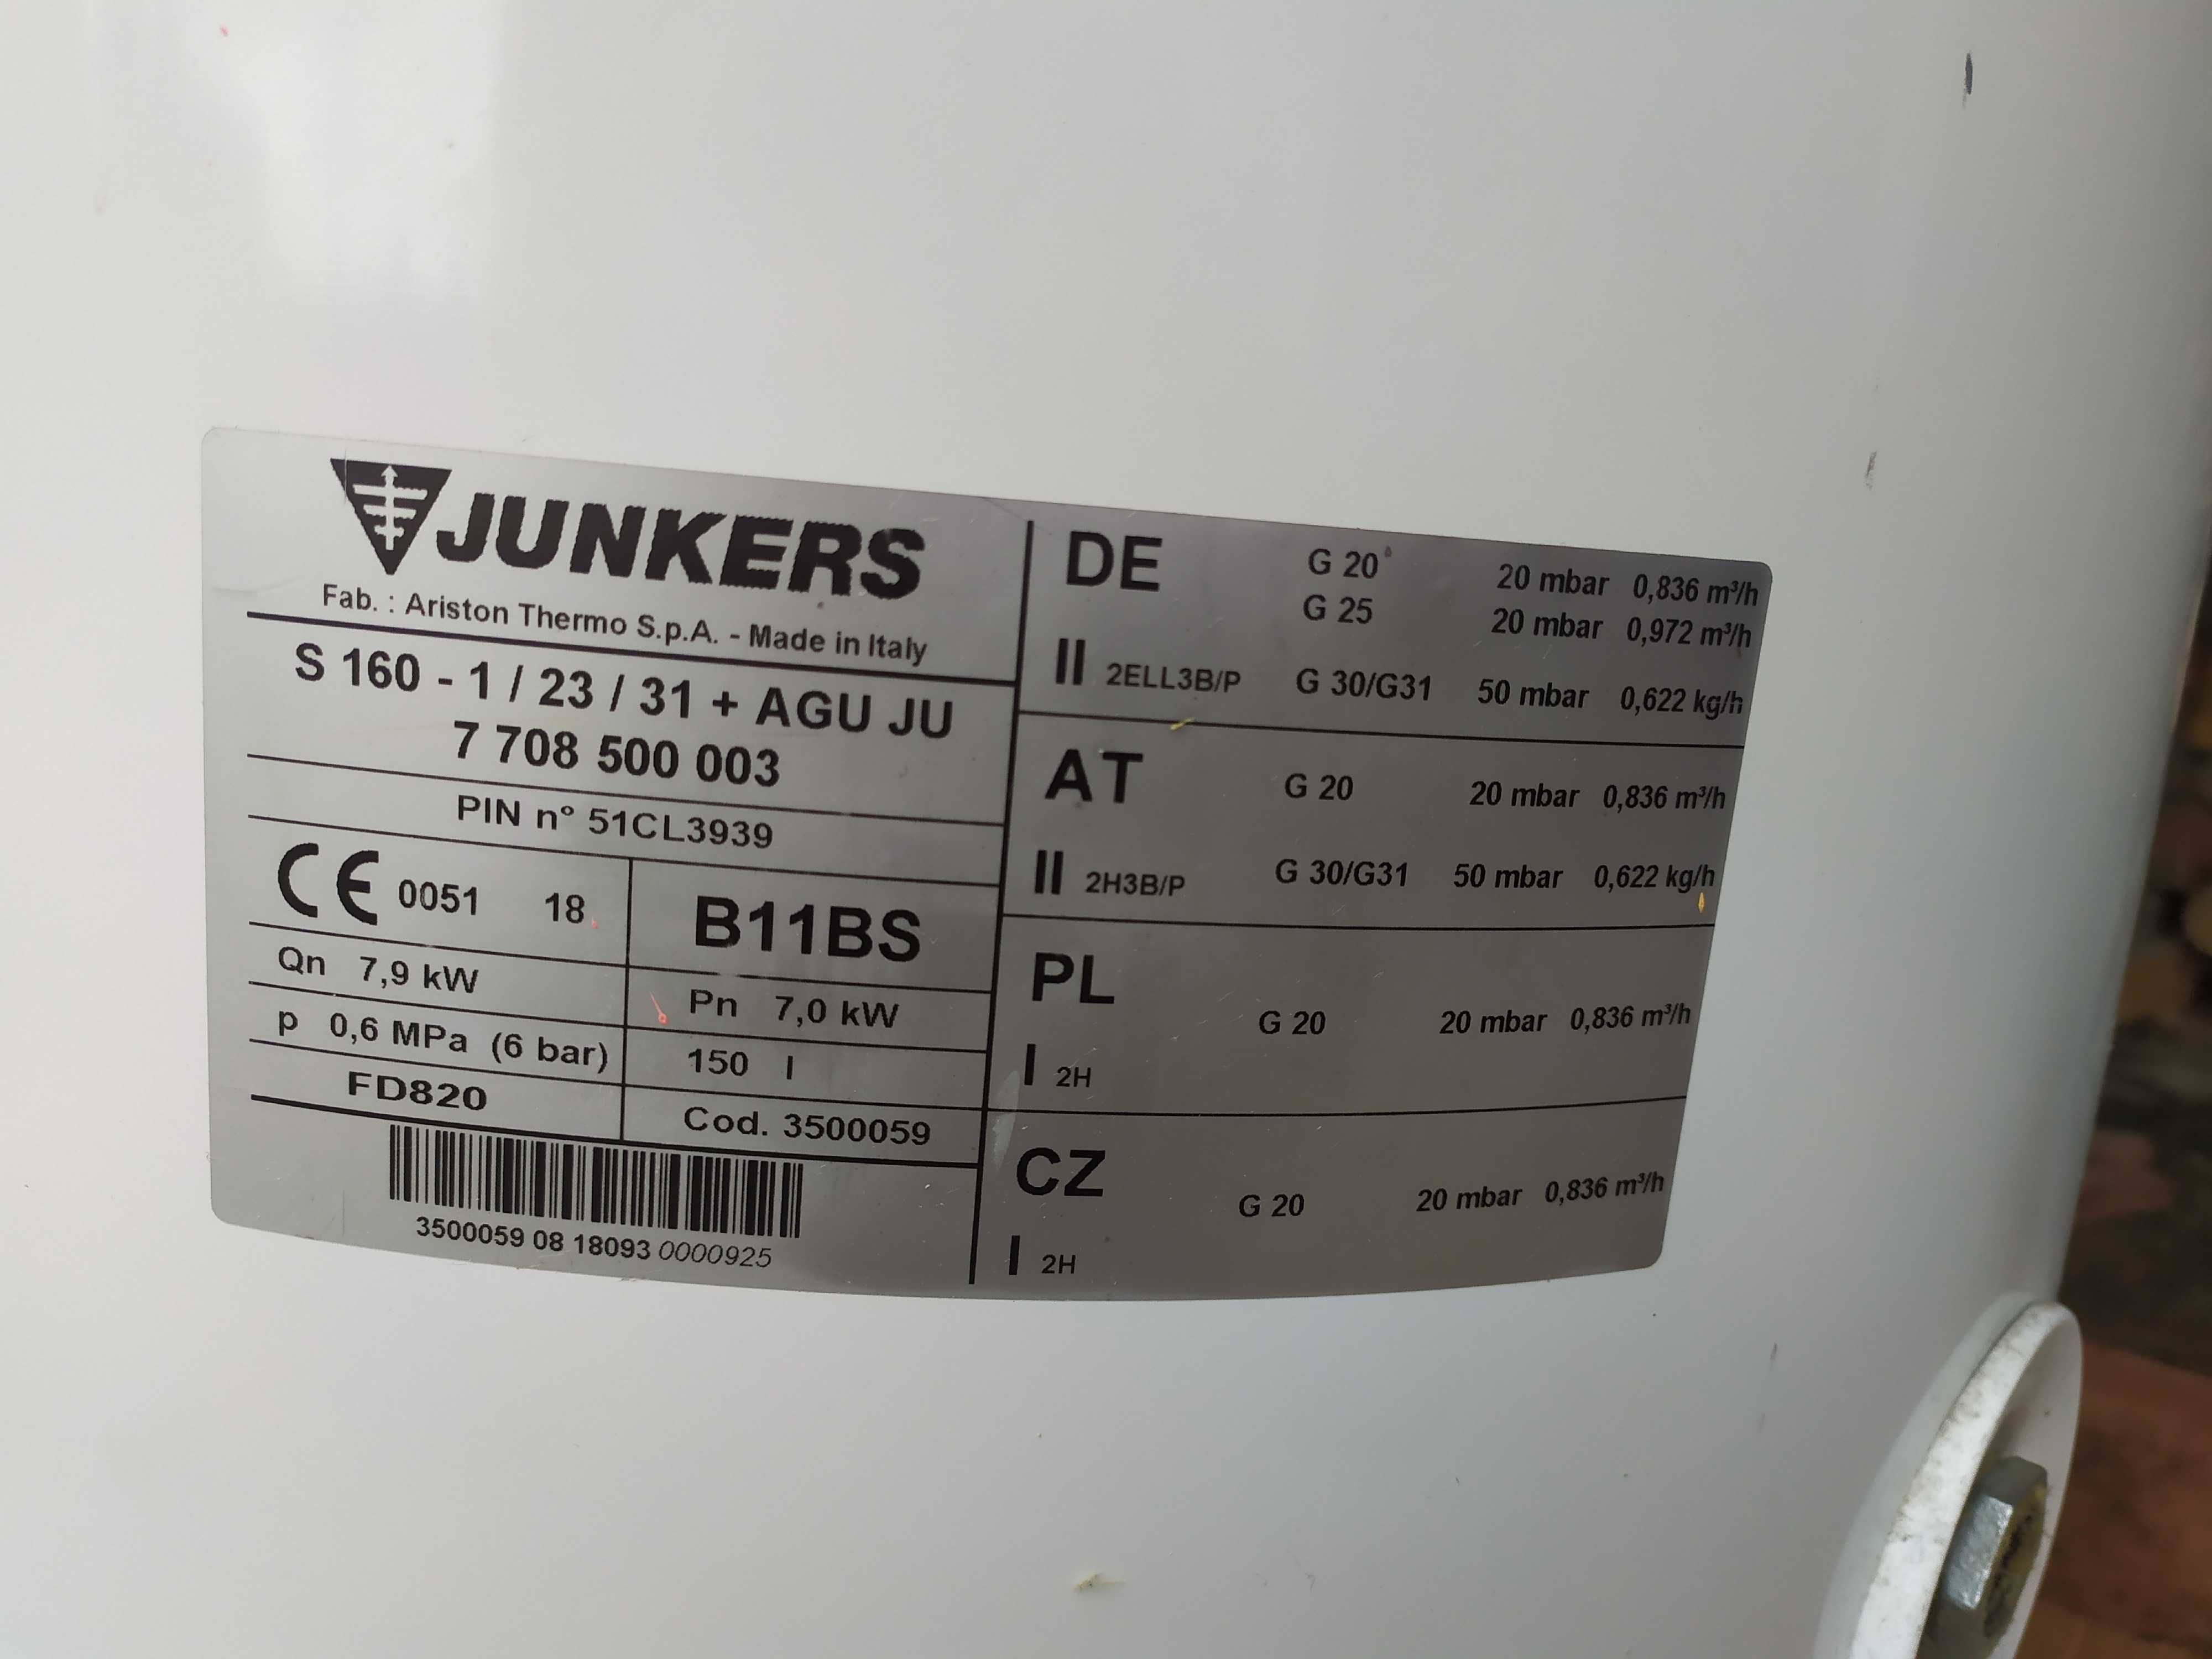 JUNKERS
Fab. : Ariston Thermo S.p.A. - Made in Italy
S 160 - 1 / 23 / 31 + AGU JU
7 708 500 003
PIN n° 51CL3939
CE 0051 18
B11BS
Qn 7,9 kW
Pn 7,0 kW
p 0,6 MPa (6 bar)
150 l
FD820
Cod. 3500059
3500059 08 18093 0000925
DE G 20 20 mbar 0,836 m³/h
G 25 20 mbar 0,972 m³/h
II 2ELL3B/P G 30/G31 50 mbar 0,622 kg/h
AT G 20 20 mbar 0,836 m³/h
II 2H3B/P G 30/G31 50 mbar 0,622 kg/h
PL
G 20 20 mbar 0,836 m³/h
I 2H
CZ
G 20 20 mbar 0,836 m³/h
I 2H